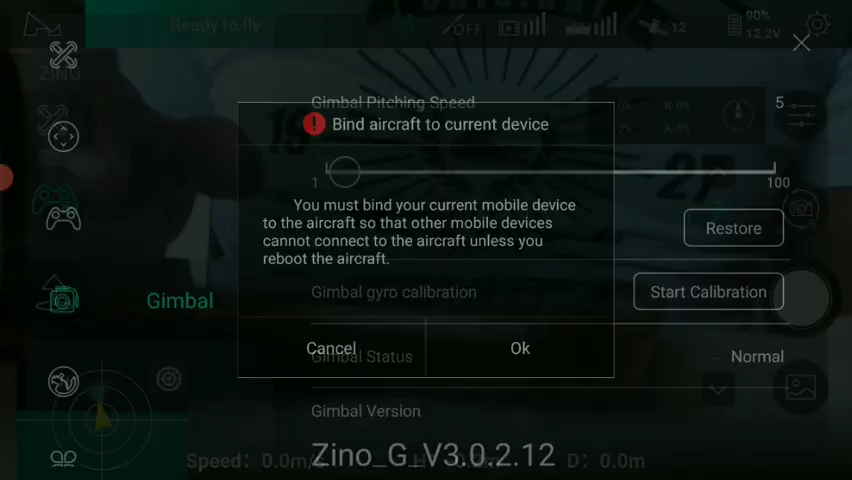 Ready to fly
OFF
12
90%
12.2V
ZINO
Gimbal Pitching Speed
5
Bind aircraft to current device
1
100
You must bind your current mobile device
to the aircraft so that other mobile devices
cannot connect to the aircraft unless you
reboot the aircraft.
Restore
Gimbal
Gimbal gyro calibration
Start Calibration
Cancel
Ok
Gimbal Status
Normal
Gimbal Version
Zino_G_V3.0.2.12
Speed: 0.0m/s
D: 0.0m
R: 0%
A: 0%
27